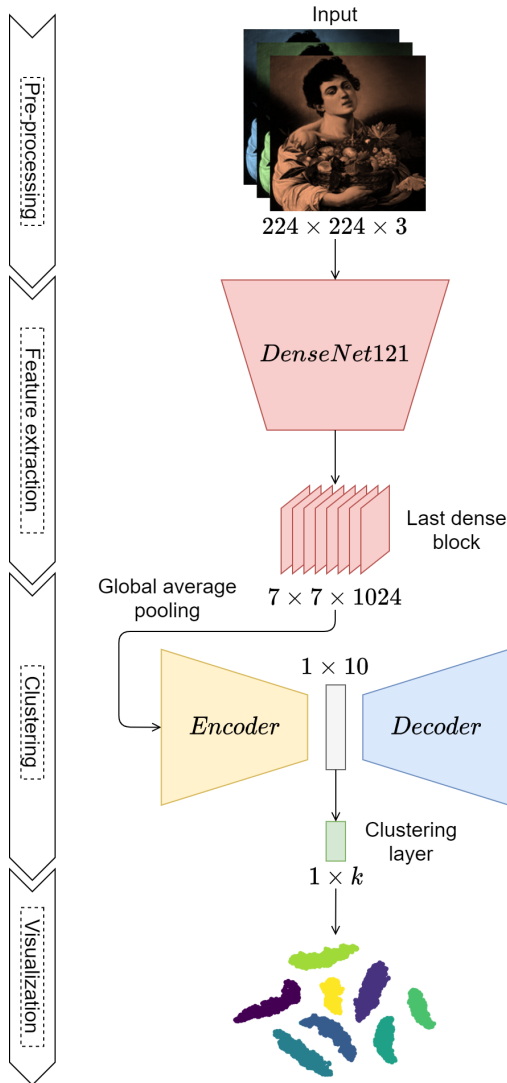 Input
Pre-processing
224 × 224 × 3
DenseNet121
Feature extraction
Last dense
block
7 × 7 × 1024
Global average
pooling
1 × 10
Encoder
Decoder
Clustering
Clustering
layer
1 × k
Visualization